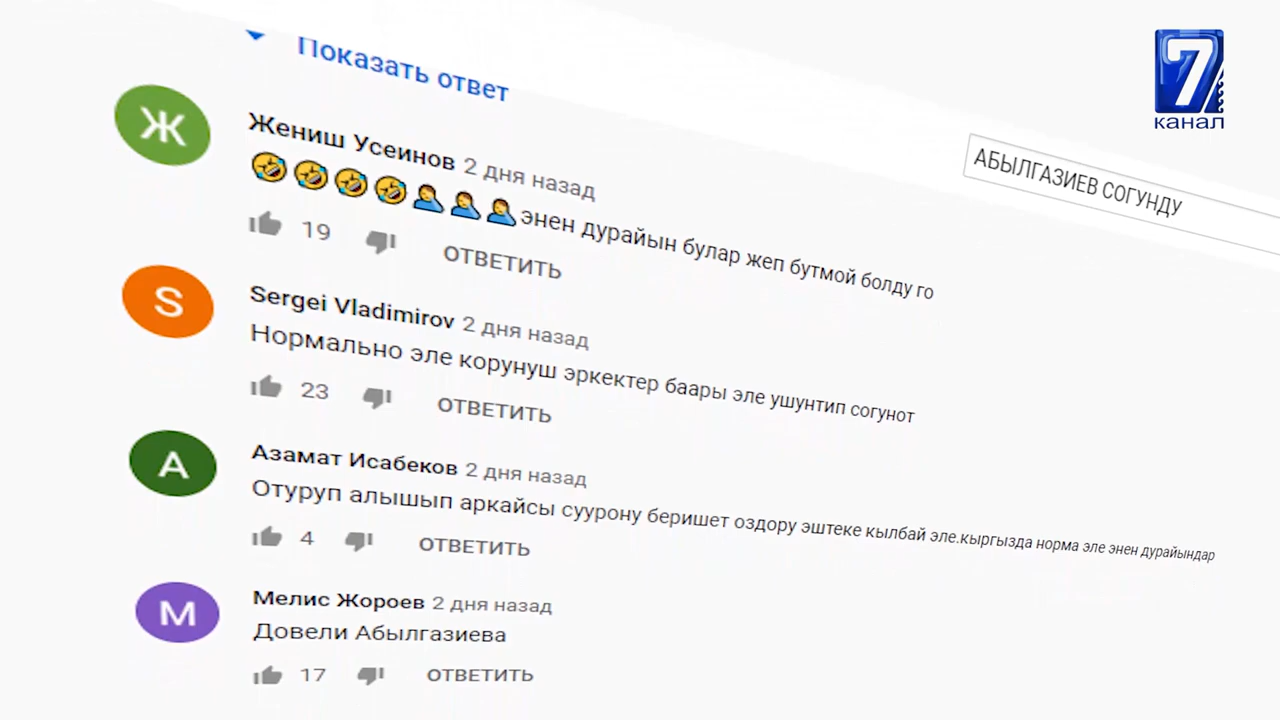 7
канал
Показать ответ
АБЫЛГАЗИЕВ СОГУНДУ
Ж
Жениш Усеинов 2 дня назад
🤣🤣🤣🤣🤦‍♂️🤦‍♂️🤦‍♂️энен дурайын булар жеп бутмой болду го
19 ОТВЕТИТЬ
S
Sergei Vladimirov 2 дня назад
Нормально эле корунуш эркектер баары эле ушунтип согунот
23 ОТВЕТИТЬ
А
Азамат Исабеков 2 дня назад
Отуруп алышып аркайсы суурону беришет оздору эштеке кылбай эле.кыргызда норма эле энен дурайындар
4 ОТВЕТИТЬ
М
Мелис Жороев 2 дня назад
Довели Абылгазиева
17 ОТВЕТИТЬ